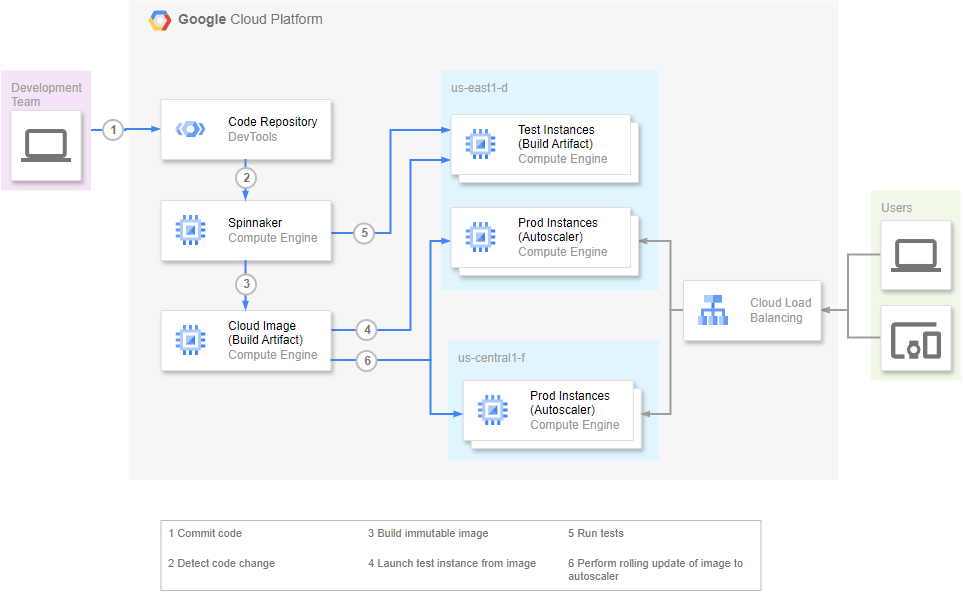 Google Cloud Platform
Development
Team
1
Code Repository
DevTools
2
Spinnaker
Compute Engine
5
3
Cloud Image
(Build Artifact)
Compute Engine
4
6
us-east1-d
Test Instances
(Build Artifact)
Compute Engine
Prod Instances
(Autoscaler)
Compute Engine
us-central1-f
Prod Instances
(Autoscaler)
Compute Engine
Cloud Load
Balancing
Users
1 Commit code
3 Build immutable image
5 Run tests
2 Detect code change
4 Launch test instance from image
6 Perform rolling update of image to
autoscaler